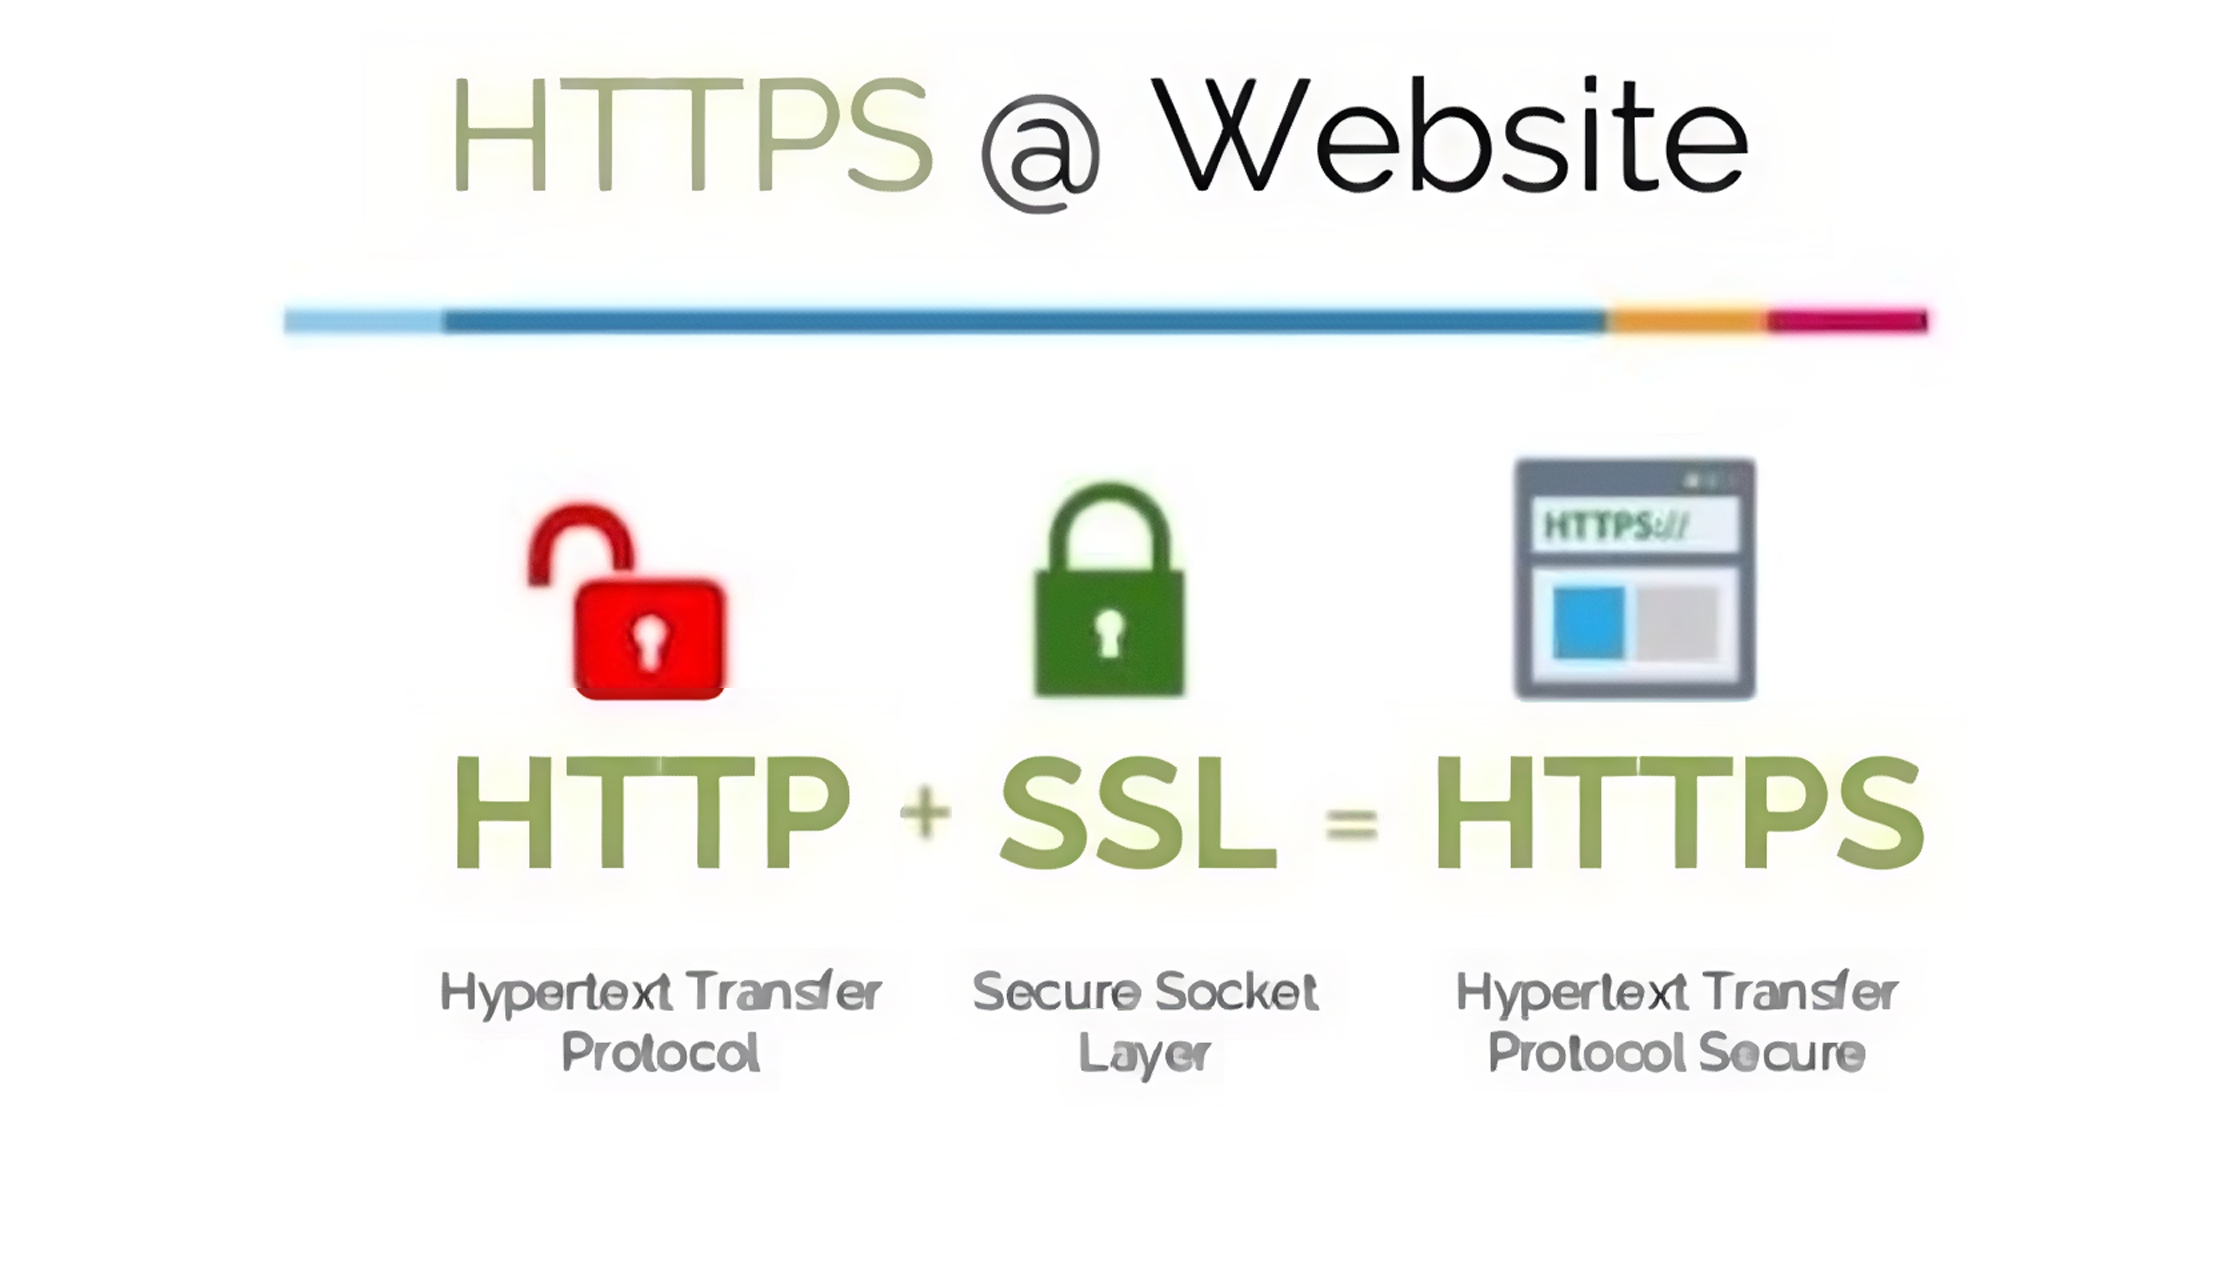 HTTPS @ Website
HTTPS://
HTTP + SSL = HTTPS
Hypertext Transfer
Protocol
Secure Socket
Layer
Hypertext Transfer
Protocol Secure